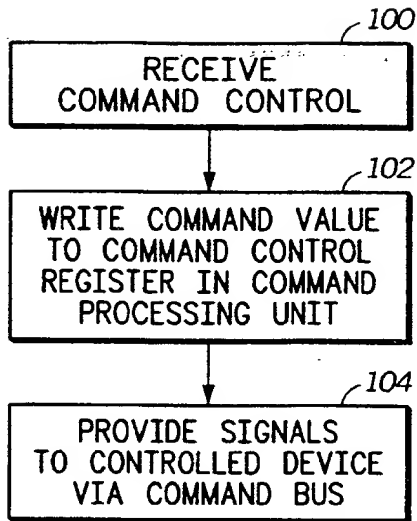 100
RECEIVE
COMMAND CONTROL
102
WRITE COMMAND VALUE
TO COMMAND CONTROL
REGISTER IN COMMAND
PROCESSING UNIT
104
PROVIDE SIGNALS
TO CONTROLLED DEVICE
VIA COMMAND BUS